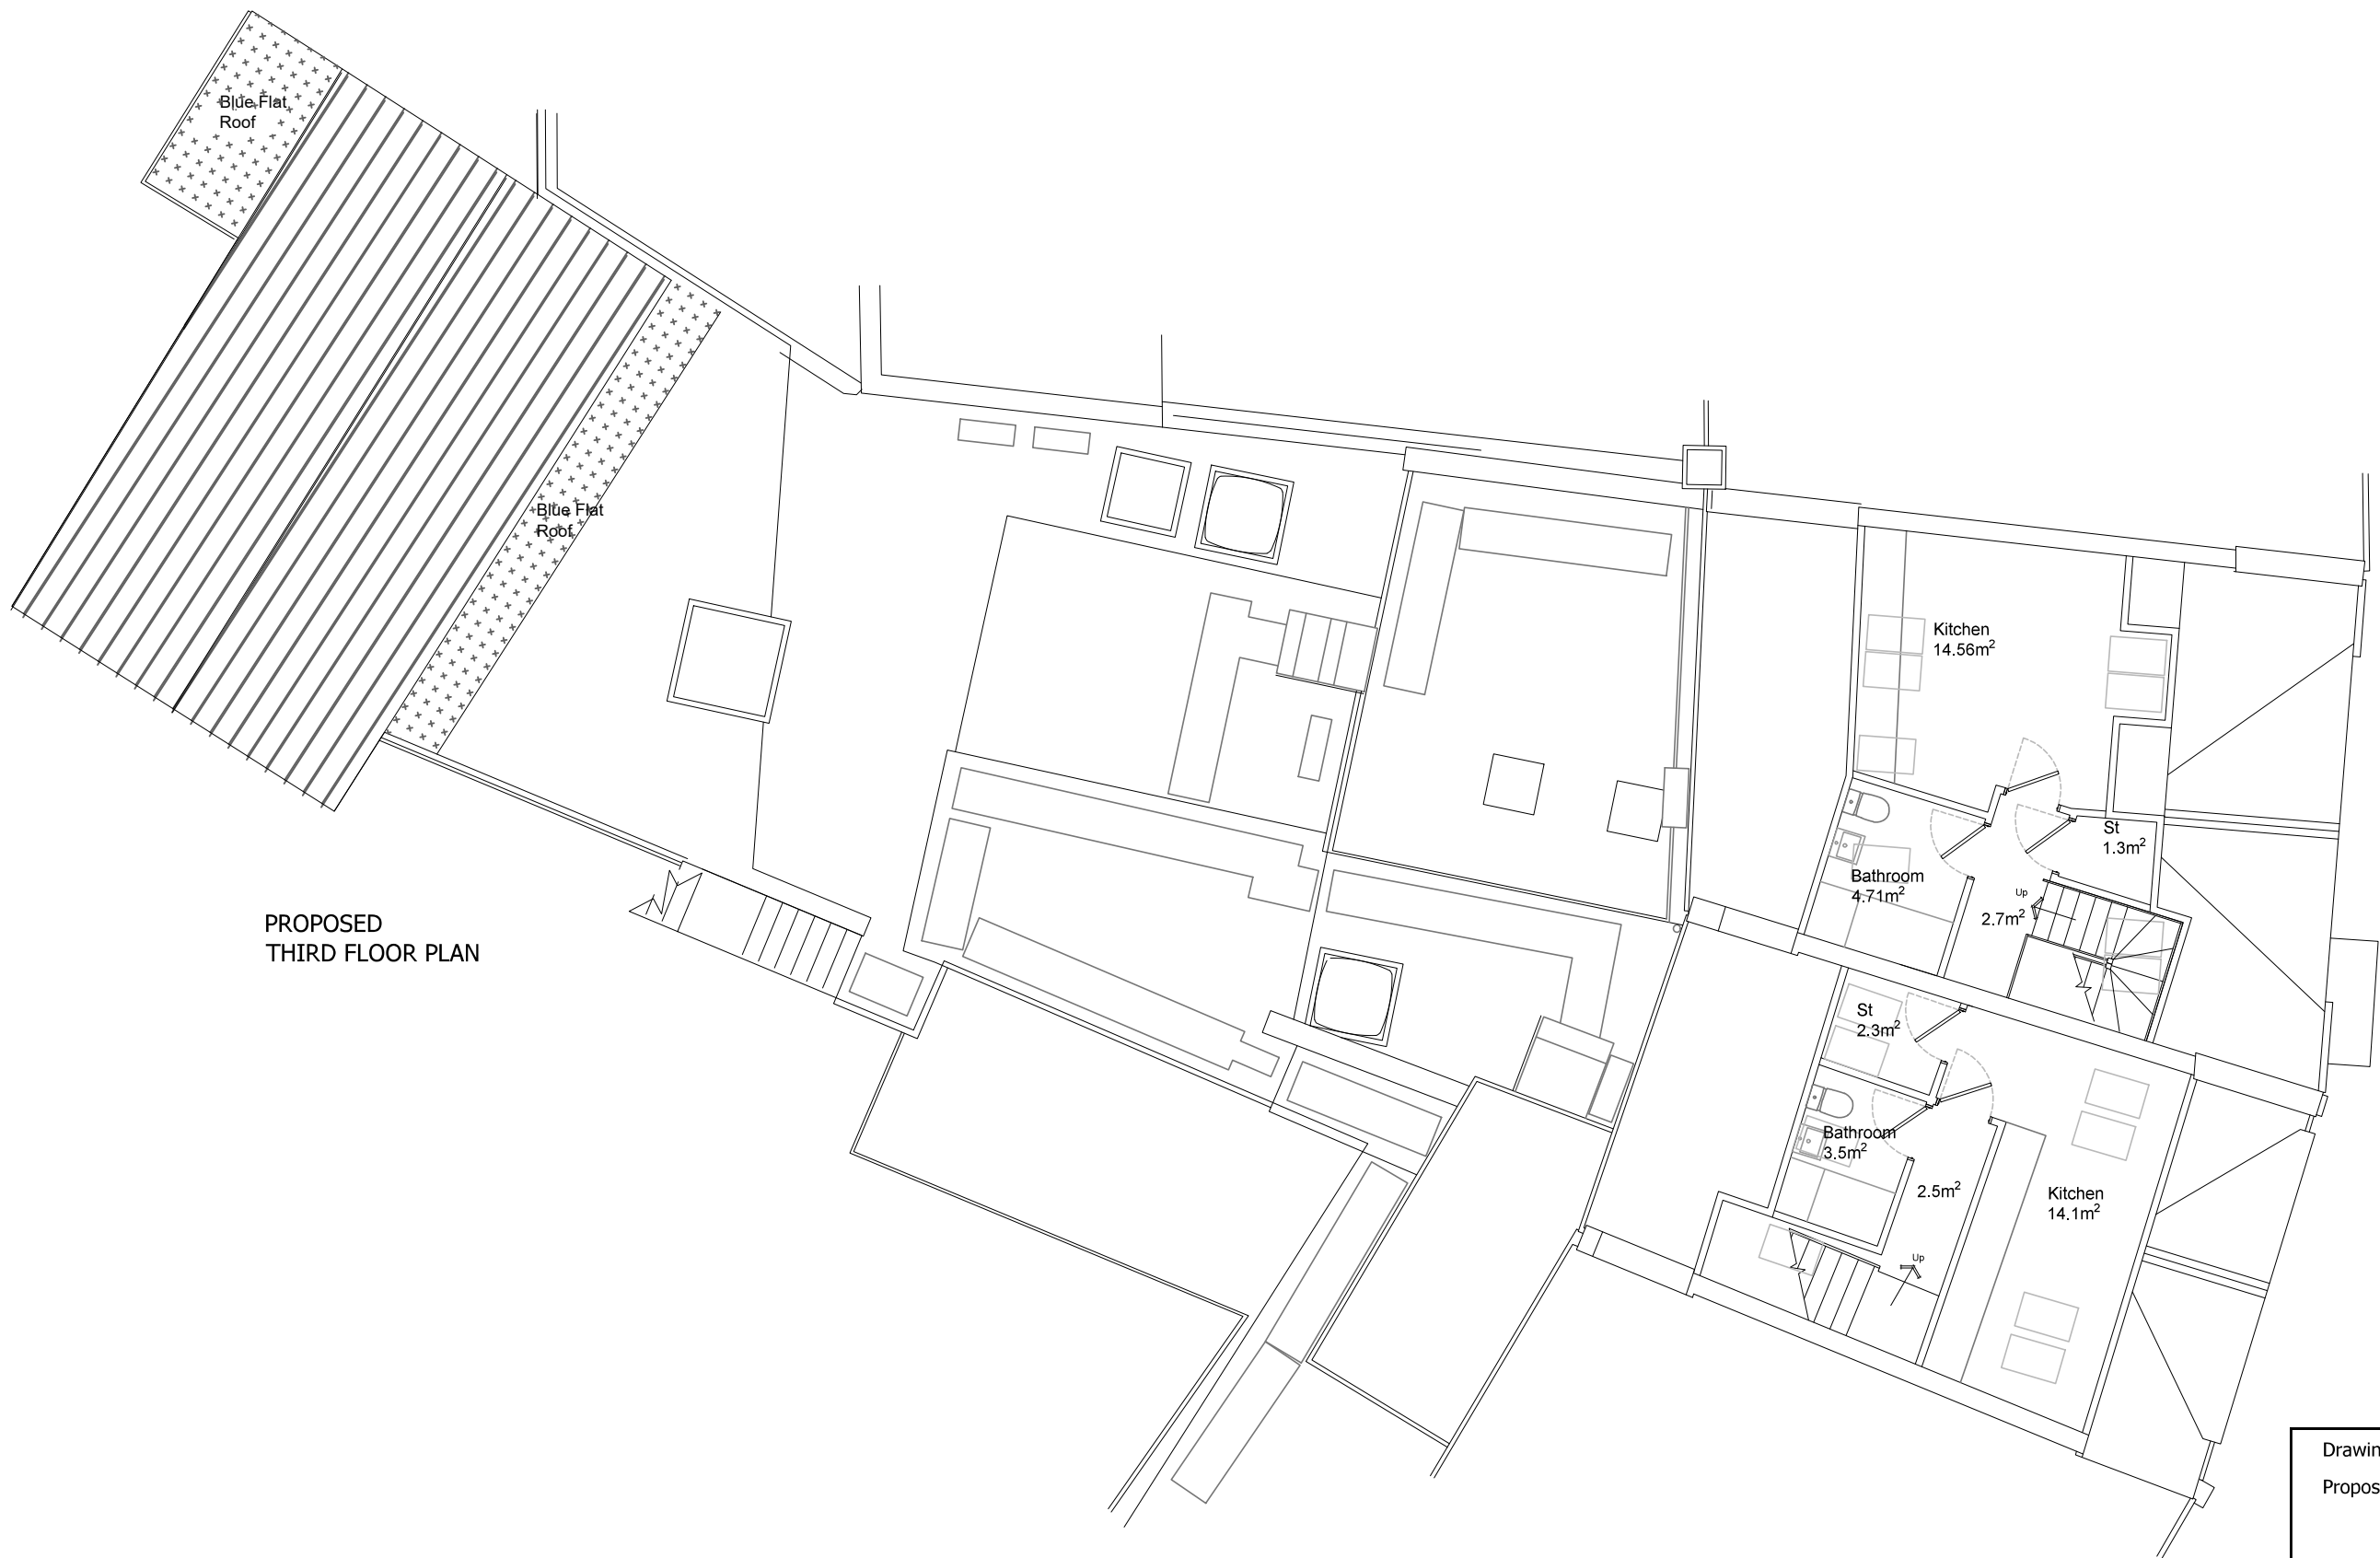 Blue Flat
Roof
Blue Flat
Roof
Kitchen
14.56m²
St
1.3m²
Bathroom
4.71m²
Up
2.7m²
PROPOSED
THIRD FLOOR PLAN
St
2.3m²
Bathroom
3.5m²
2.5m²
Kitchen
14.1m²
Up
Drawin
Propos